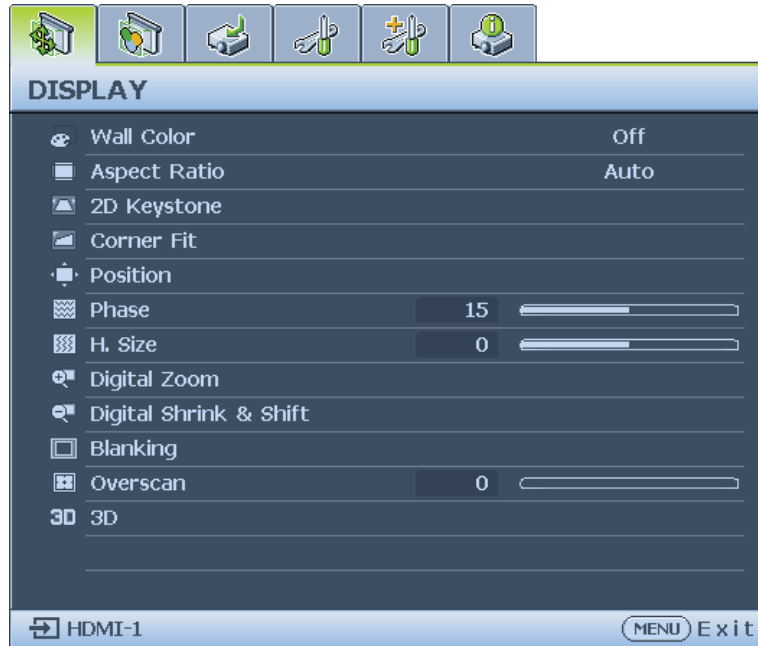 DISPLAY
Wall Color Off
Aspect Ratio Auto
2D Keystone
Corner Fit
Position
Phase 15
H. Size 0
Digital Zoom
Digital Shrink & Shift
Blanking
Overscan 0
3D 3D
HDMI-1 MENU Exit